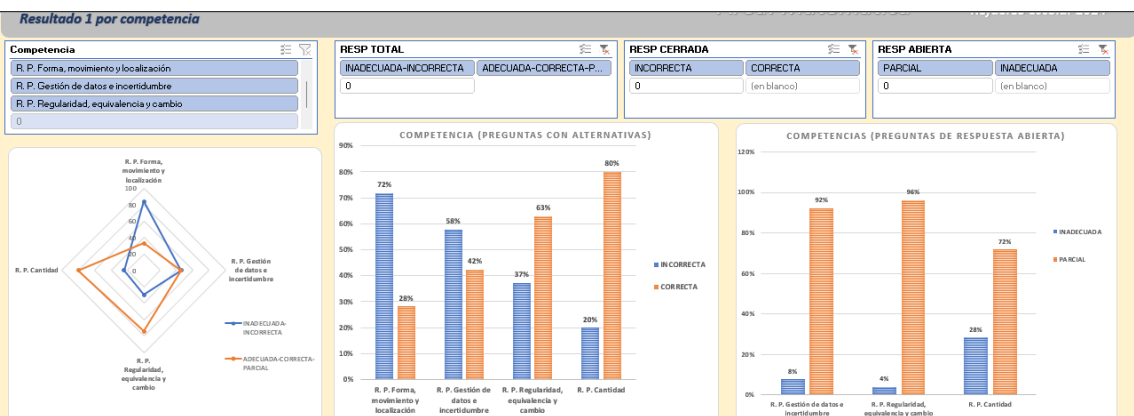 Resultado 1 por competencia
Competencia
R. P. Forma, movimiento y localización
R. P. Gestión de datos e incertidumbre
R. P. Regularidad, equivalencia y cambio
0
RESP TOTAL
INADECUADA-INCORRECTA
ADECUADA-CORRECTA-P...
0
RESP CERRADA
INCORRECTA
CORRECTA
0
(en blanco)
RESP ABIERTA
PARCIAL
INADECUADA
0
(en blanco)
R. P. Forma,
movimiento y
localización
100
80
60
40
20
0
R. P. Cantidad
R. P. Gestión
de datos e
incertidumbre
R. P.
Regularidad,
equivalencia y
cambio
INADECUADA-
INCORRECTA
ADECUADA-CORRECTA-
PARCIAL
COMPETENCIA (PREGUNTAS CON ALTERNATIVAS)
90%
80%
70%
60%
50%
40%
30%
20%
10%
0%
72%
28%
58%
42%
37%
63%
20%
80%
R. P. Forma,
movimiento y
localización
R. P. Gestión de
datos e
incertidumbre
R. P. Regularidad,
equivalencia y
cambio
R. P. Cantidad
INCORRECTA
CORRECTA
COMPETENCIAS (PREGUNTAS DE RESPUESTA ABIERTA)
120%
100%
80%
60%
40%
20%
0%
8%
92%
4%
96%
28%
72%
R. P. Gestión de datos e
incertidumbre
R. P. Regularidad,
equivalencia y cambio
R. P. Cantidad
INADECUADA
PARCIAL